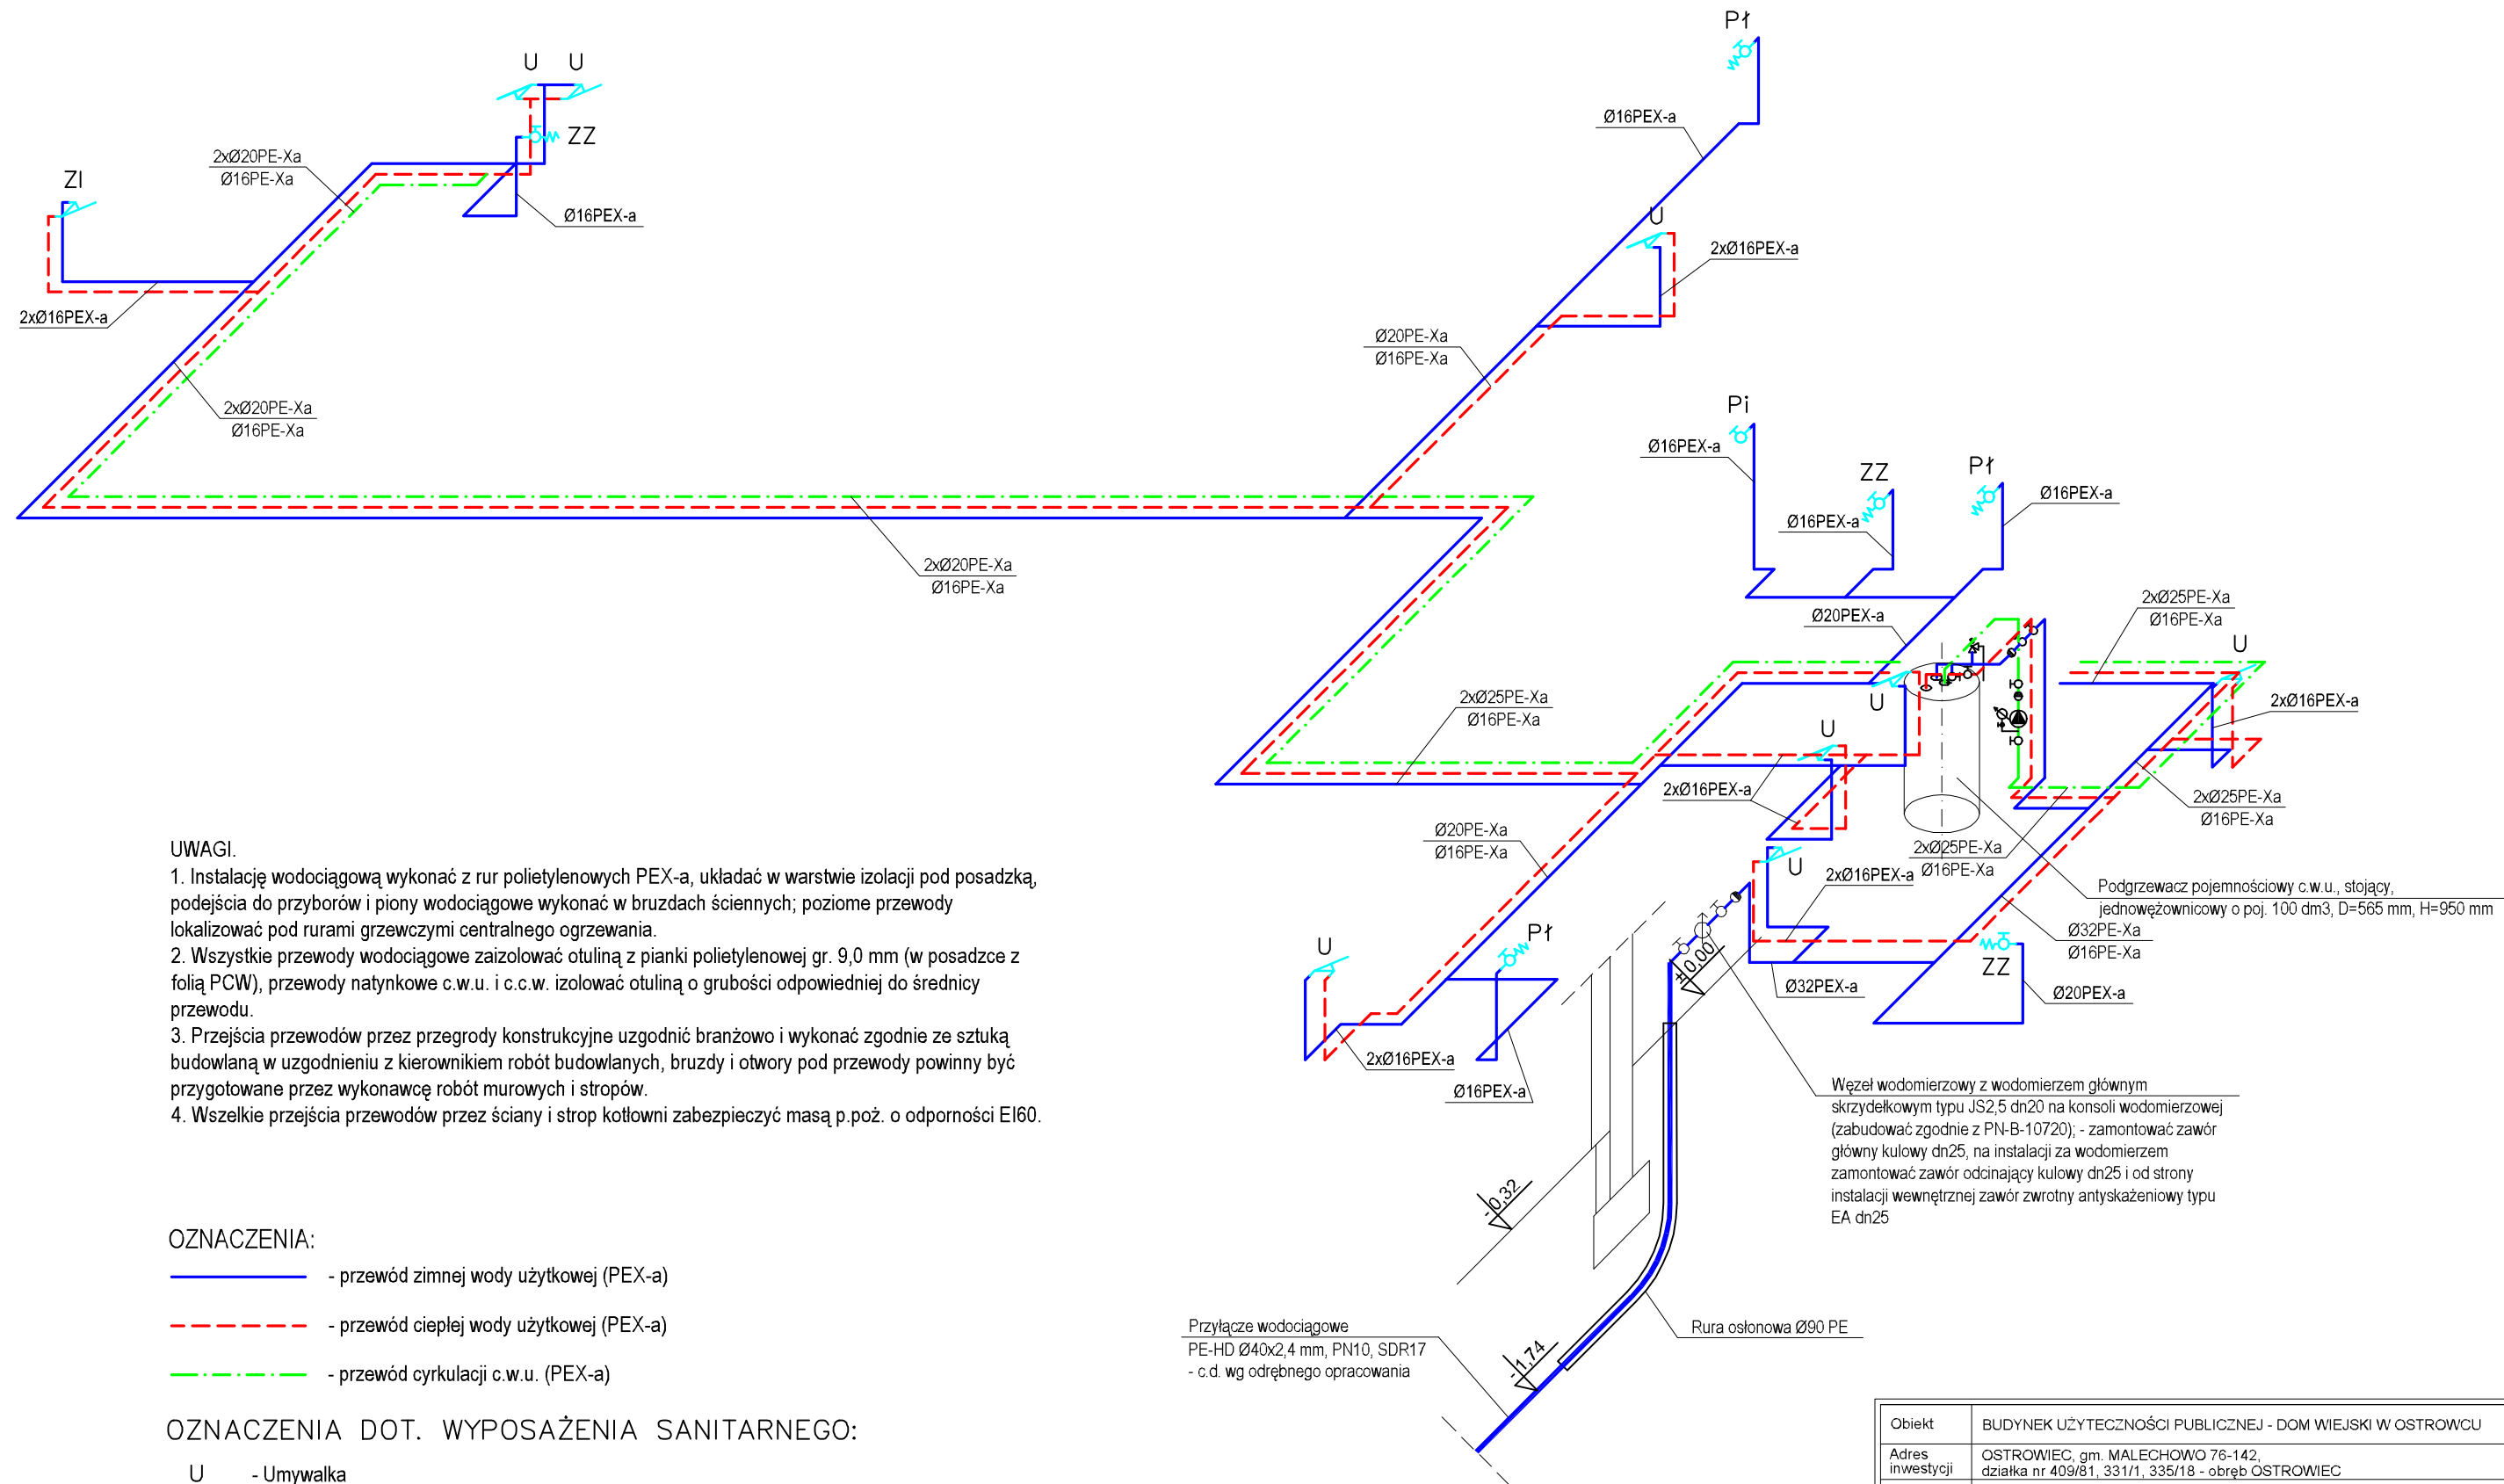 Pł
U U
Ø16PEX-a
ZZ
2xØ20PE-Xa
Ø16PE-Xa
Zl
Ø16PEX-a
U
2xØ16PEX-a
2xØ16PEX-a
Ø20PE-Xa
Ø16PE-Xa
2xØ20PE-Xa
Ø16PE-Xa
Pi
Ø16PEX-a
ZZ
Pł
Ø16PEX-a
Ø16PEX-a
2xØ20PE-Xa
Ø16PE-Xa
2xØ25PE-Xa
Ø16PE-Xa
Ø20PEX-a
U
2xØ25PE-Xa
Ø16PE-Xa
U
2xØ16PEX-a
U
2xØ16PEX-a
2xØ25PE-Xa
Ø16PE-Xa
Ø20PE-Xa
Ø16PE-Xa
2xØ25PE-Xa
Ø16PE-Xa
U
2xØ16PEX-a
Podgrzewacz pojemnościowy c.w.u., stojący,
jednowężownicowy o poj. 100 dm3, D=565 mm, H=950 mm
UWAGI.
1. Instalację wodociągową wykonać z rur polietylenowych PEX-a, układać w warstwie izolacji pod posadzką,
podejścia do przyborów i piony wodociągowe wykonać w bruzdach ściennych; poziome przewody
lokalizować pod rurami grzewczymi centralnego ogrzewania.
2. Wszystkie przewody wodociągowe zaizolować otuliną z pianki polietylenowej gr. 9,0 mm (w posadzce z
folią PCW), przewody natynkowe c.w.u. i c.c.w. izolować otuliną o grubości odpowiedniej do średnicy
przewodu.
3. Przejścia przewodów przez przegrody konstrukcyjne uzgodnić branżowo i wykonać zgodnie ze sztuką
budowlaną w uzgodnieniu z kierownikiem robót budowlanych, bruzdy i otwory pod przewody powinny być
przygotowane przez wykonawcę robót murowych i stropów.
4. Wszelkie przejścia przewodów przez ściany i strop kotłowni zabezpieczyć masą p.poż. o odporności EI60.
Ø32PE-Xa
Ø16PE-Xa
U
Pł
±0,00
ZZ
Ø32PEX-a
Ø20PEX-a
2xØ16PEX-a
Ø16PEX-a
Węzeł wodomierzowy z wodomierzem głównym
skrzydełkowym typu JS2,5 dn20 na konsoli wodomierzowej
(zabudować zgodnie z PN-B-10720); - zamontować zawór
główny kulowy dn25, na instalacji za wodomierzem
zamontować zawór odcinający kulowy dn25 i od strony
instalacji wewnętrznej zawór zwrotny antyskażeniowy typu
EA dn25
-0,32
OZNACZENIA:
- przewód zimnej wody użytkowej (PEX-a)
- przewód ciepłej wody użytkowej (PEX-a)
- przewód cyrkulacji c.w.u. (PEX-a)
Przyłącze wodociągowe
PE-HD Ø40x2,4 mm, PN10, SDR17
- c.d. wg odrębnego opracowania
Rura osłonowa Ø90 PE
-1,74
OZNACZENIA DOT. WYPOSAŻENIA SANITARNEGO:
U - Umywalka
Obiekt BUDYNEK UŻYTECZNOŚCI PUBLICZNEJ - DOM WIEJSKI W OSTROWCU
Adres inwestycji OSTROWIEC, gm. MALECHOWO 76-142,
działka nr 409/81, 331/1, 335/18 - obręb OSTROWIEC